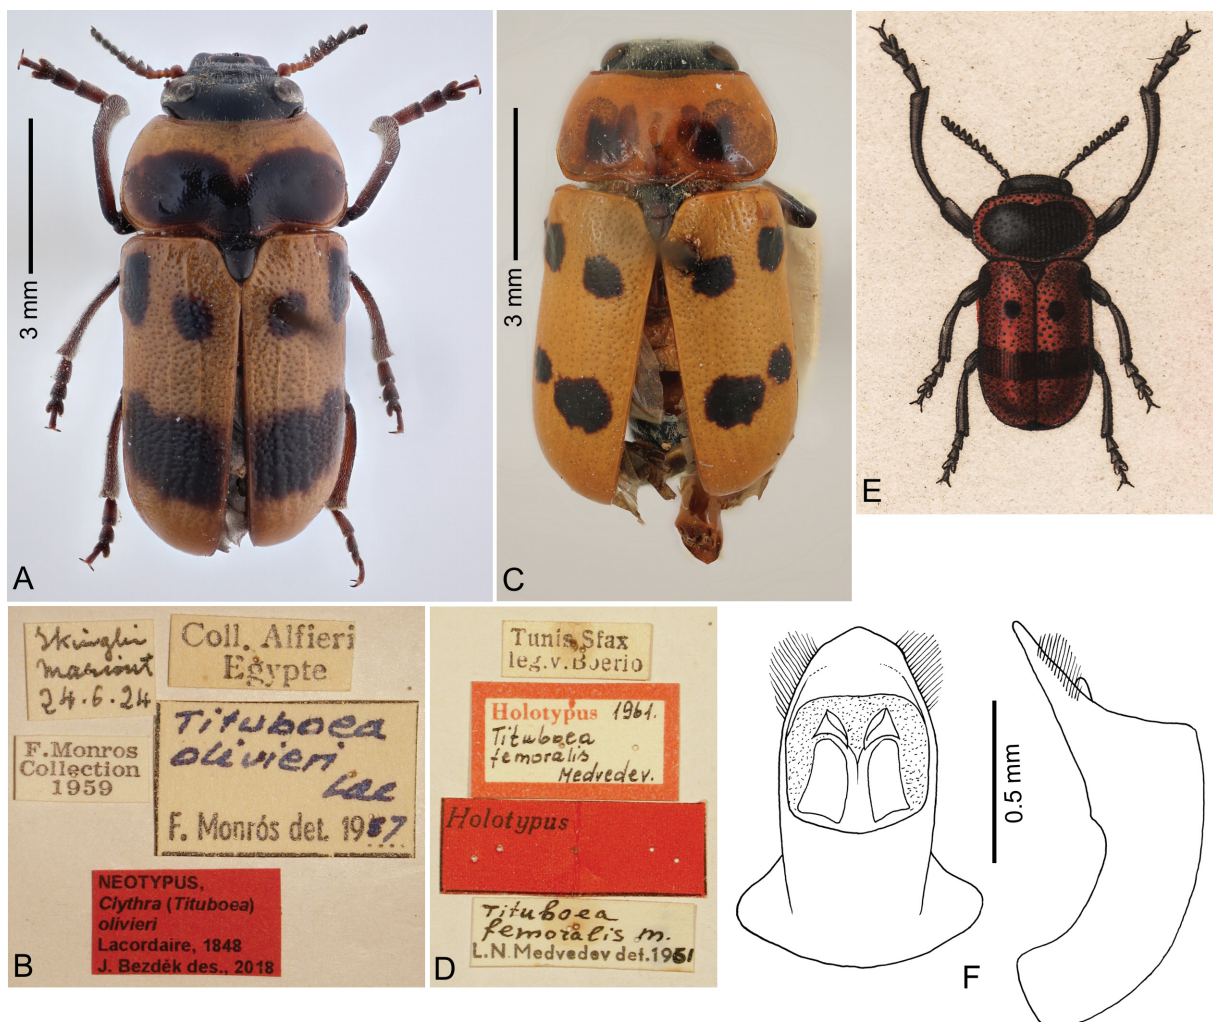 3 mm
A
3 mm
C
E
Skinglin
Mariout
24.6.24
Coll. Alfieri
Egypte
F. Monros
Collection
1959
Tituboea
olivieri
Lac
F. Monrós det. 1957
NEOTYPUS,
Clythra (Tituboea)
olivieri
Lacordaire, 1848
J. Bezděk des., 2018
B
Tunis, Sfax
leg. v. Boerio
Holotypus 1961.
Tituboea
femoralis
Medvedev.
Holotypus
Tituboea
femoralis m.
L.N. Medvedev det. 1961
D
0.5 mm
F